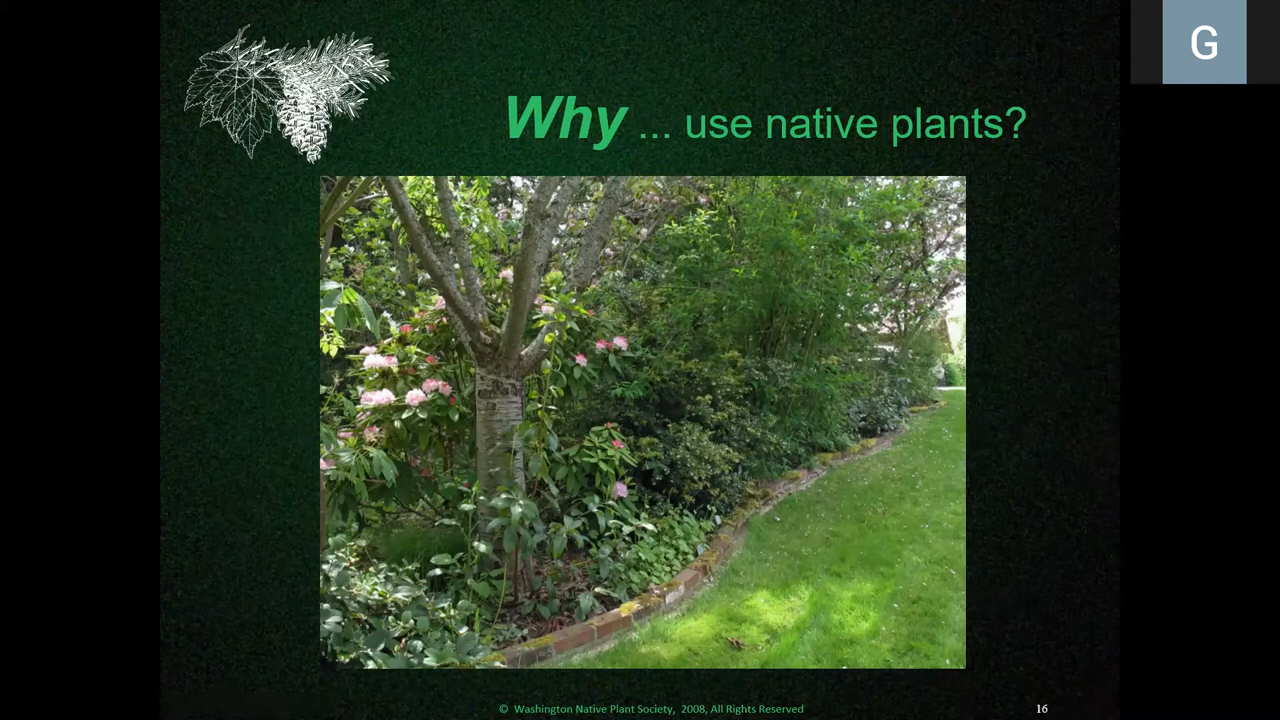 G
Why ... use native plants?
© Washington Native Plant Society, 2008, All Rights Reserved
16